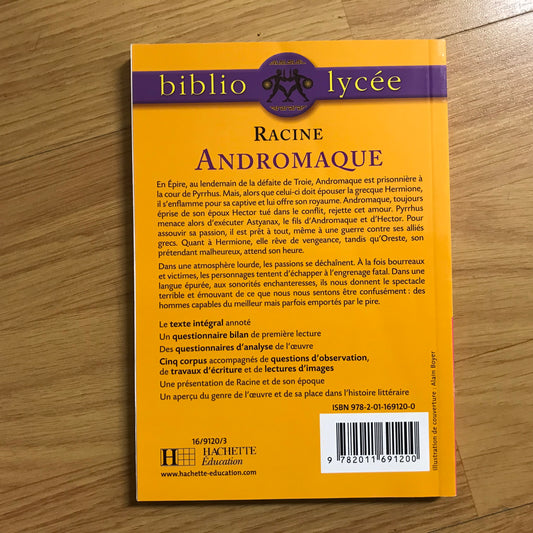 biblio lycée
RACINE
ANDROMAQUE
En Épire, au lendemain de la défaite de Troie, Andromaque est prisonnière à
la cour de Pyrrhus. Mais, alors que celui-ci doit épouser la grecque Hermione,
il s'enflamme pour sa captive et lui offre son royaume. Andromaque, toujours
éprise de son époux Hector tué dans le conflit, rejette cet amour. Pyrrhus
menace alors d'exécuter Astyanax, le fils d'Andromaque et d'Hector. Pour
assouvir sa passion, il est prêt à tout, même à une guerre contre ses alliés
grecs. Quant à Hermione, elle rêve de vengeance, tandis qu'Oreste, son
prétendant malheureux, attend son heure.
Dans une atmosphère lourde, les passions se déchaînent. À la fois bourreaux
et victimes, les personnages tentent d'échapper à l'engrenage fatal. Dans une
langue épurée, aux sonorités enchanteresses, ils nous donnent le spectacle
terrible et émouvant de ce que nous nous sentons être confusément : des
hommes capables du meilleur mais parfois emportés par le pire.
Le texte intégral annoté
Un questionnaire bilan de première lecture
Des questionnaires d'analyse de l'œuvre
Cinq corpus accompagnés de questions d'observation,
de travaux d'écriture et de lectures d'images
Une présentation de Racine et de son époque
Un aperçu du genre de l'œuvre et de sa place dans l'histoire littéraire
ISBN 978-2-01-169120-0
16/9120/3
H HACHETTE
Éducation
www.hachette-education.com
9 782011 691200
Illustration de couverture : Alain Boyer